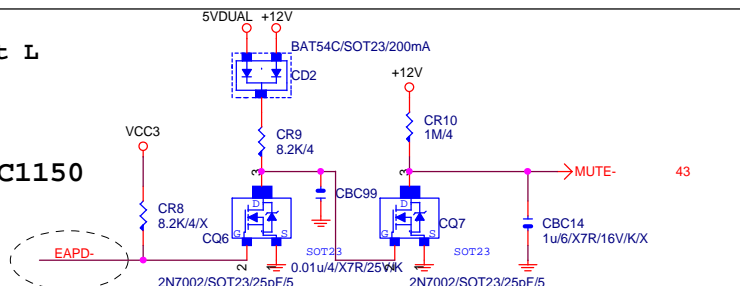 5VDUAL +12V
t L
BAT54C/SOT23/200mA
CD2
+12V
VCC3
CR9
8.2K/4
CR10
1M/4
C1150
3
3
MUTE- 43
CR8
8.2K/4/X
D
CBC99
D
CQ6
G S
G S
CQ7
CBC14
1u/6/X7R/16V/K/X
EAPD-
SOT23
SOT23
2
1
0.01u/4/X7R/25V/K
1
2N7002/SOT23/25pF/5
2N7002/SOT23/25pF/5